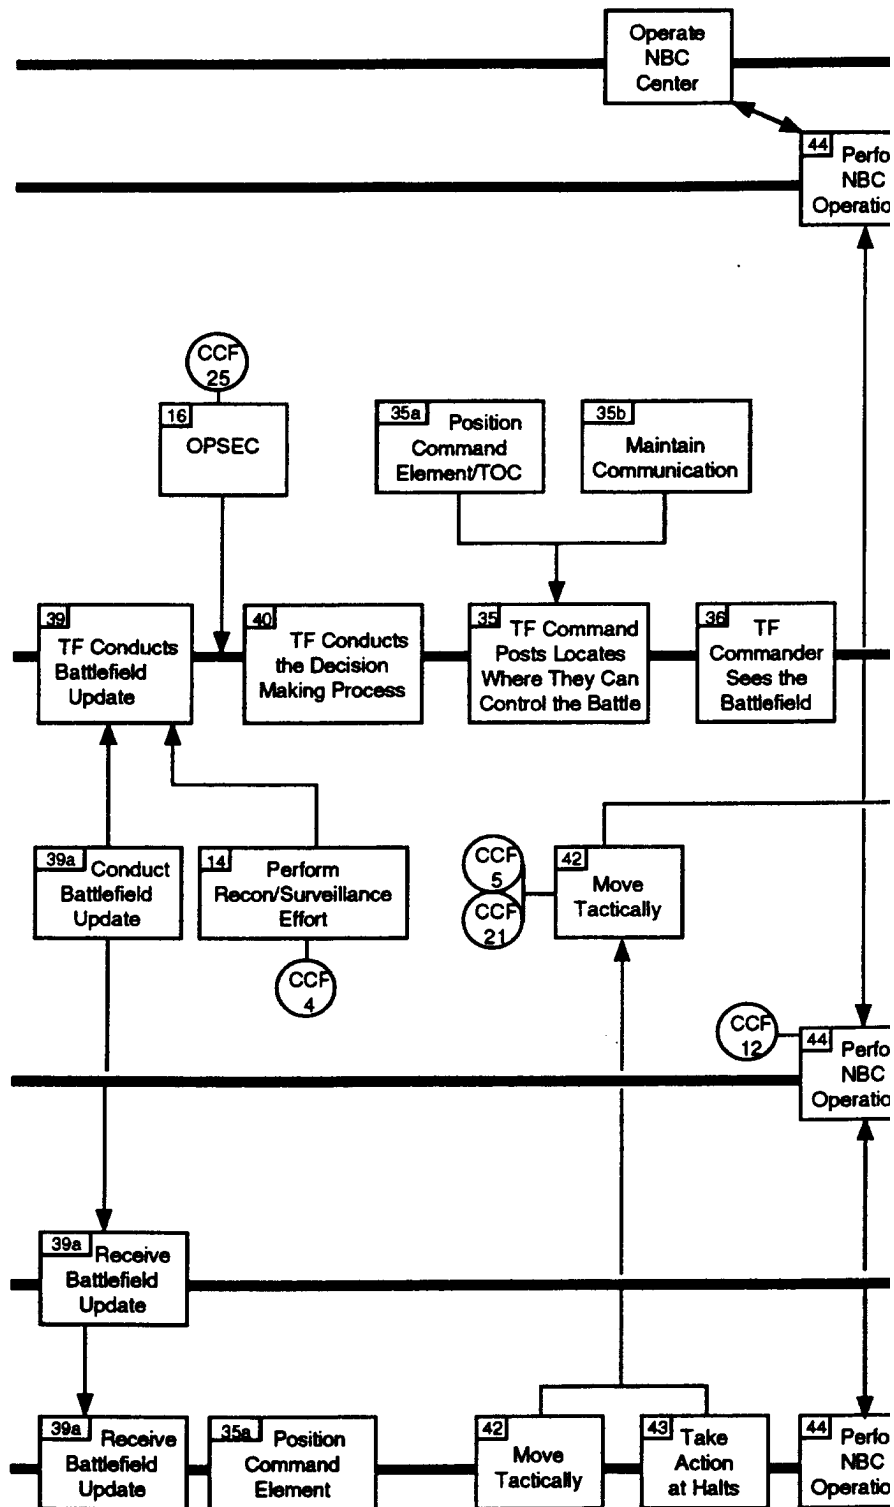 Operate
NBC
Center
44
NBC
CCF
25
16
OPSEC
35a Position
Command
Element/TOC
35b
Maintain
Communication
39
TF Conducts
Battlefield
Update
40
TF Conducts
the Decision
Making Process
35 TF Command
Posts Locates
Where They Can
Control the Battle
36 TF
Commander
Sees the
Battlefield
39a Conduct
Battlefield
Update
14 Perform
Recon/Surveillance
Effort
CCF
4
CCF
5
CCF
21
42
Move
Tactically
CCF
12
44 Perfo
NBC
Operatio
39a Receive
Battlefield
Update
39a Receive
Battlefield
Update
35a Position
Command
Element
42
Move
Tactically
43 Take
Action
at Halts
44 Perfo
NBC
Operatio